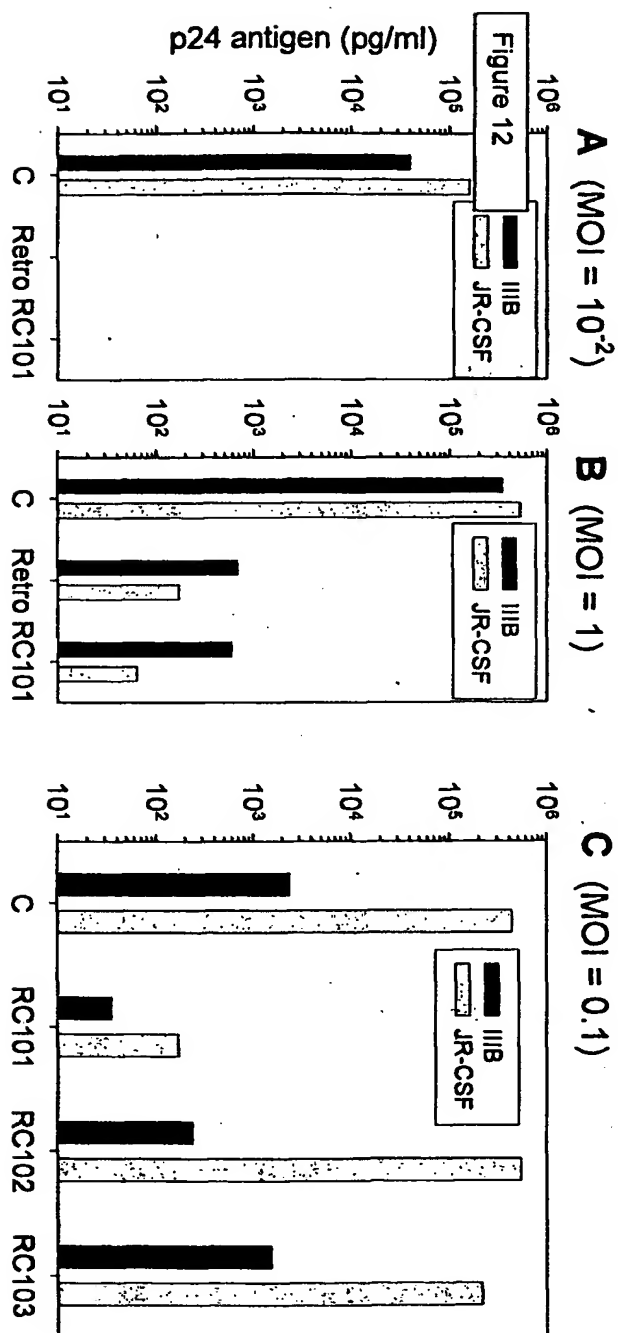 Figure 12
A (MOI = 10⁻²)
p24 antigen (pg/ml)
10⁶
10⁵
10⁴
10³
10²
10¹
IIIB
JR-CSF
C
Retro RC101
B (MOI = 1)
10⁶
10⁵
10⁴
10³
10²
10¹
IIIB
JR-CSF
C
Retro RC101
C (MOI = 0.1)
10⁶
10⁵
10⁴
10³
10²
10¹
IIIB
JR-CSF
C
RC101
RC102
RC103